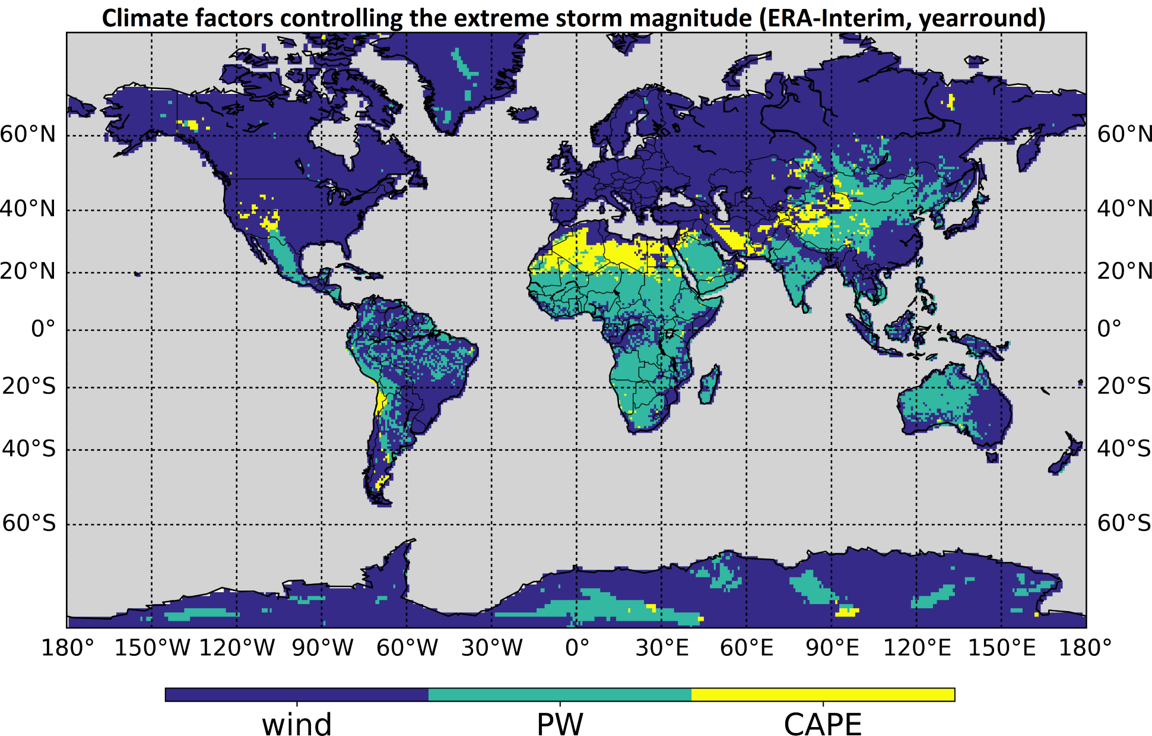 Climate factors controlling the extreme storm magnitude (ERA-Interim, yearround)
60°N 60°N
40°N 40°N
20°N 20°N
0° 0°
20°S 20°S
40°S 40°S
60°S 60°S
180° 150°W 120°W 90°W 60°W 30°W 0° 30°E 60°E 90°E 120°E 150°E 180°
wind PW CAPE